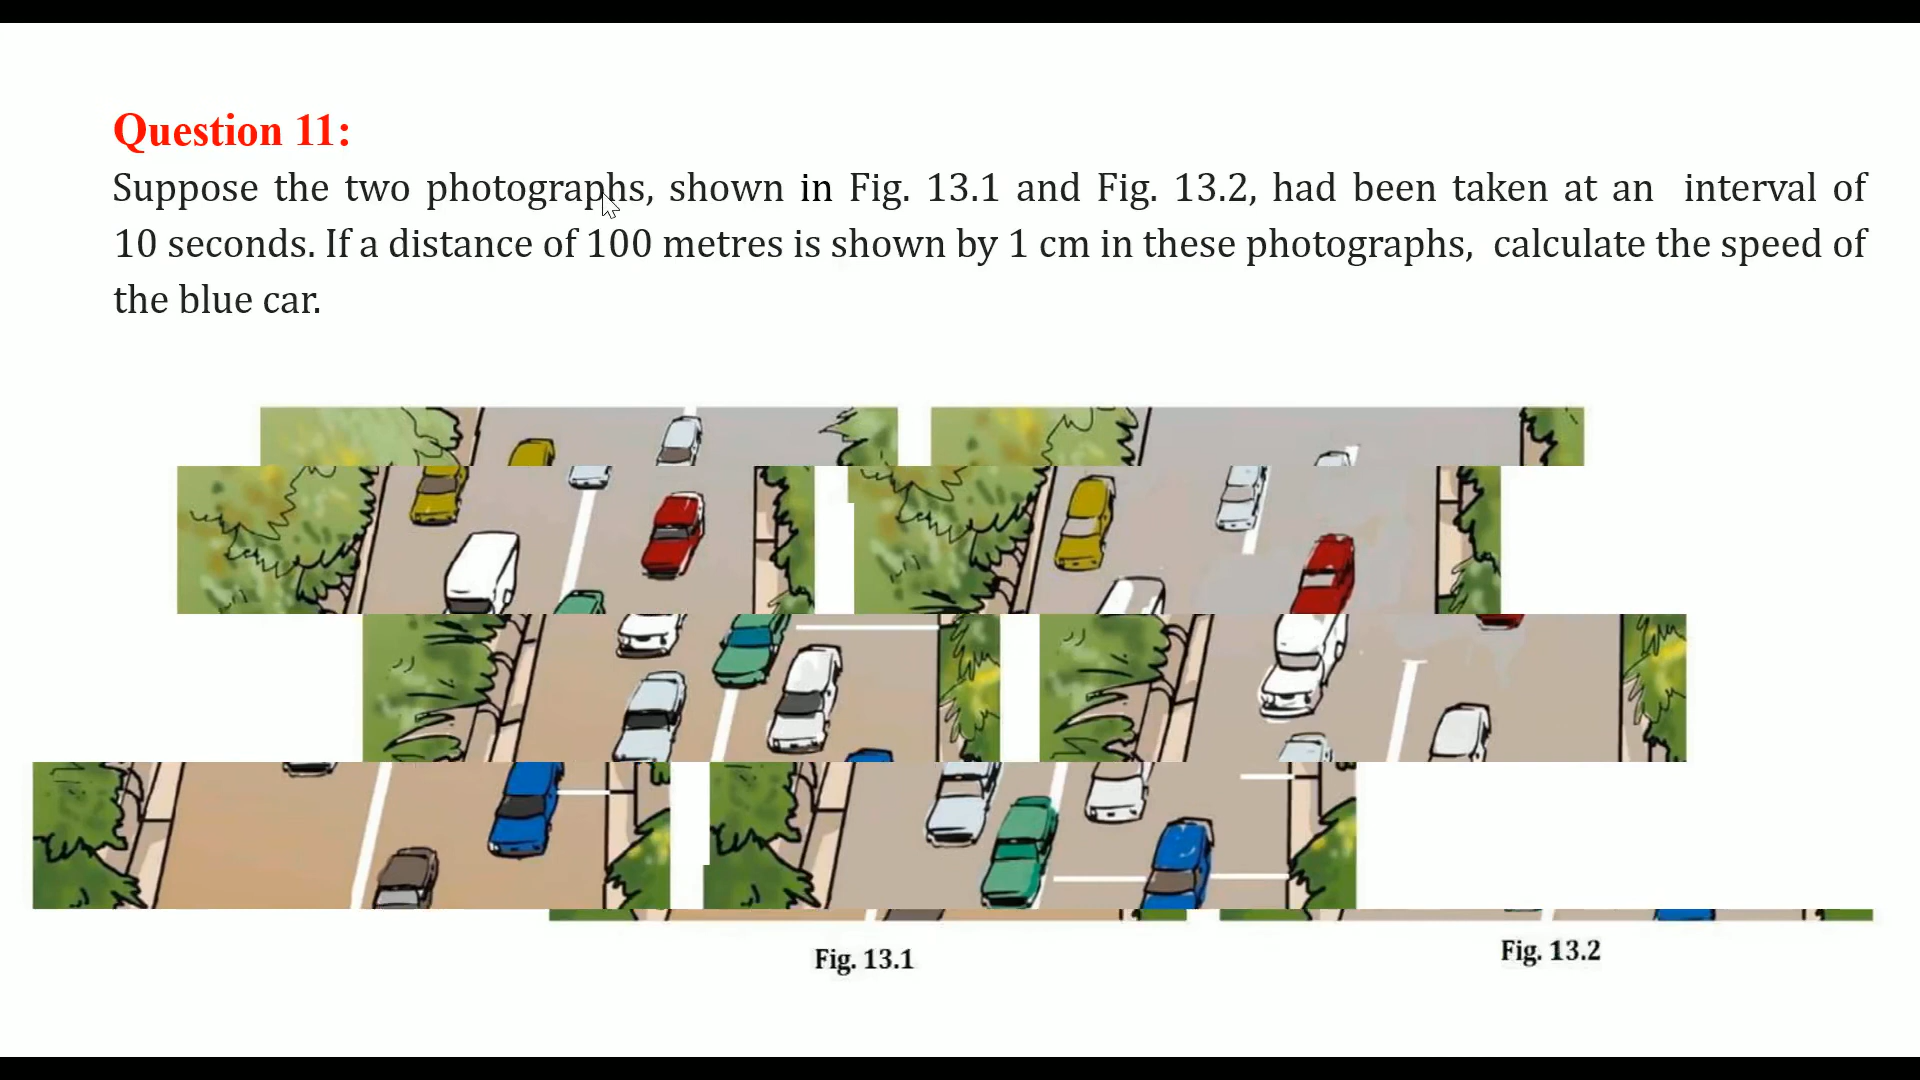 Question 11:
Suppose the two photographs, shown in Fig. 13.1 and Fig. 13.2, had been taken at an interval of
10 seconds. If a distance of 100 metres is shown by 1 cm in these photographs, calculate the speed of
the blue car.
Fig. 13.1
Fig. 13.2